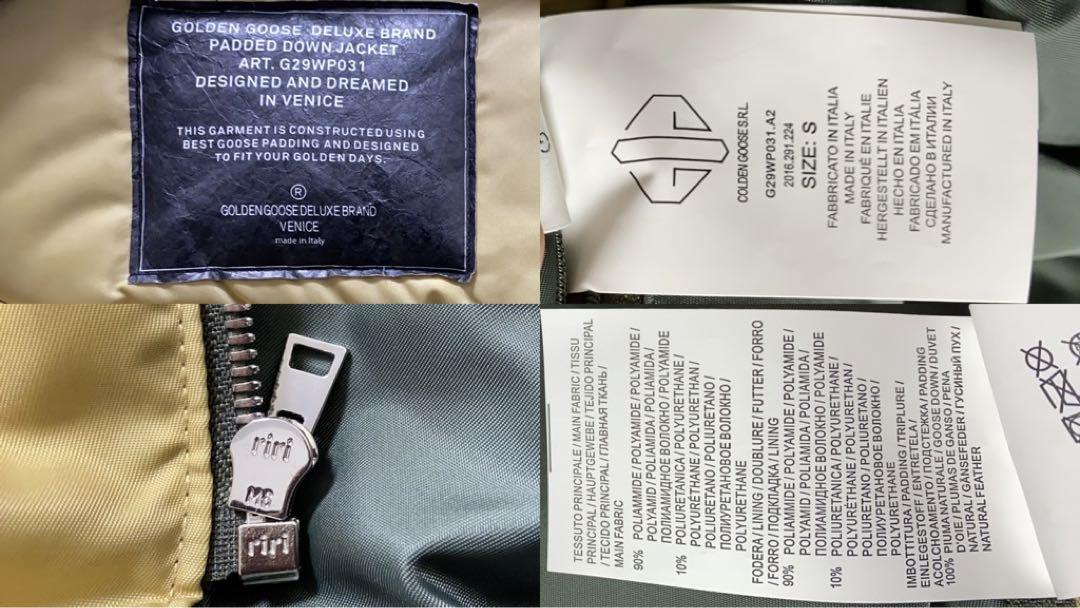 GOLDEN GOOSE DELUXE BRAND
PADDED DOWN JACKET
ART. G29WP031
DESIGNED AND DREAMED
IN VENICE
THIS GARMENT IS CONSTRUCTED USING
BEST GOOSE PADDING AND DESIGNED
TO FIT YOUR GOLDEN DAYS.
®
GOLDEN GOOSE DELUXE BRAND
VENICE
made in Italy
COLDEN GOOSE S.R.L
G29WP031.A2
2016.291.224
SIZE: S
FABBRICATO IN ITALIA
MADE IN ITALY
FABRIQUÉ EN ITALIE
HERGESTELLT IN ITALIEN
HECHO EN ITALIA
FABRICADO EM ITÁLIA
СДЕЛАНО В ИТАЛИИ
MANUFACTURED IN ITALY
riri
M6
riri
TESSUTO PRINCIPALE / MAIN FABRIC / TISSU
PRINCIPAL / HAUPTGEWEBE / TEJIDO PRINCIPAL
/ TECIDO PRINCIPAL / ГЛАВНАЯ ТКАНЬ /
MAIN FABRIC
90% POLIAMMIDE / POLYAMIDE / POLYAMIDE /
POLYAMID / POLIAMIDA / POLIAMIDA /
ПОЛИАМИДНОЕ ВОЛОКНО / POLYAMIDE
10% POLIURETANICA / POLYURETHANE /
POLYURÉTHANE / POLYURETHAN /
POLIURETANO / POLIURETANO /
ПОЛИУРЕТАНОВОЕ ВОЛОКНО /
POLYURETHANE
FODERA / LINING / DOUBLURE / FUTTER / FORRO
/ FORRO / ПОДКЛАДКА / LINING
90% POLIAMMIDE / POLYAMIDE / POLYAMIDE /
POLYAMID / POLIAMIDA / POLIAMIDA /
ПОЛИАМИДНОЕ ВОЛОКНО / POLYAMIDE
10% POLIURETANICA / POLYURETHANE /
POLYURÉTHANE / POLYURETHAN /
POLIURETANO / POLIURETANO /
ПОЛИУРЕТАНОВОЕ ВОЛОКНО /
POLYURETHANE
IMBOTTITURA / PADDING / TRIPLURE /
EINLEGESTOFF / ENTRETELA /
ACOLCHOAMENTO / ПОДСТЕЖКА / PADDING
100% PIUMA NATURALE / GOOSE DOWN / DUVET
D'OIE / PLUMAS DE GANSO / PENA
NATURAL / GÄNSEFEDER / ГУСИНЫЙ ПУХ /
NATURAL FEATHER